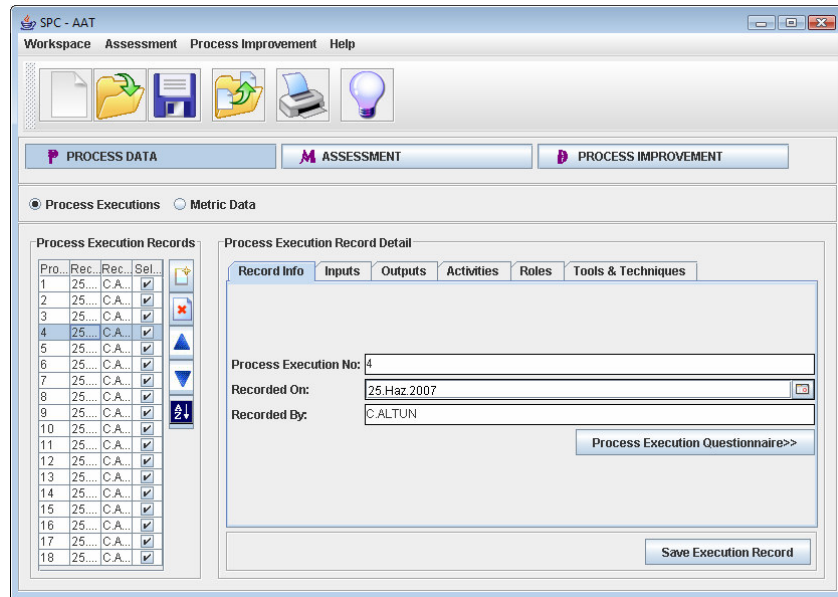 SPC - AAT
Workspace Assessment Process Improvement Help
P PROCESS DATA M ASSESSMENT D PROCESS IMPROVEMENT
Process Executions Metric Data
Process Execution Records
Pro... Rec... Rec... Sel...
1 25.... C.A...
2 25.... C.A...
3 25.... C.A...
4 25.... C.A...
5 25.... C.A...
6 25.... C.A...
7 25.... C.A...
8 25.... C.A...
9 25.... C.A...
10 25.... C.A...
11 25.... C.A...
12 25.... C.A...
13 25.... C.A...
14 25.... C.A...
15 25.... C.A...
16 25.... C.A...
17 25.... C.A...
18 25.... C.A...
A
Z
Process Execution Record Detail
Record Info Inputs Outputs Activities Roles Tools & Techniques
Process Execution No: 4
Recorded On: 25.Haz.2007
Recorded By: C.ALTUN
Process Execution Questionnaire>>
Save Execution Record